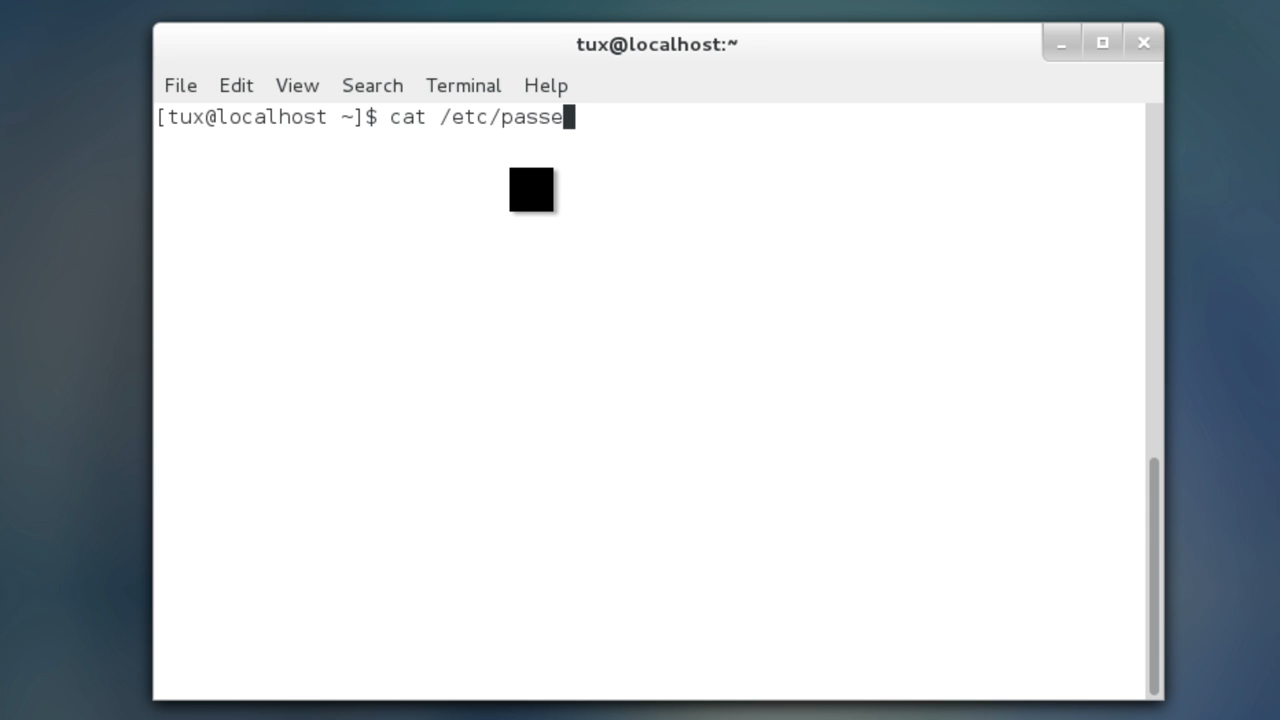 tux@localhost:~
File Edit View Search Terminal Help
[tux@localhost ~]$ cat /etc/passe